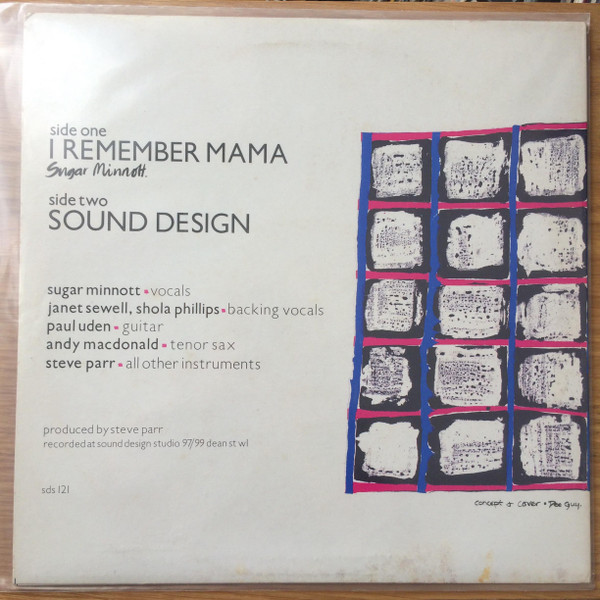 side one
I REMEMBER MAMA
Sugar Minnott.
side two
SOUND DESIGN
sugar minnott ▪ vocals
janet sewell, shola phillips ▪ backing vocals
paul uden ▪ guitar
andy macdonald ▪ tenor sax
steve parr ▪ all other instruments
produced by steve parr
recorded at sound design studio 97/99 dean st w1
sds 121
concept & cover • Dee Guy.